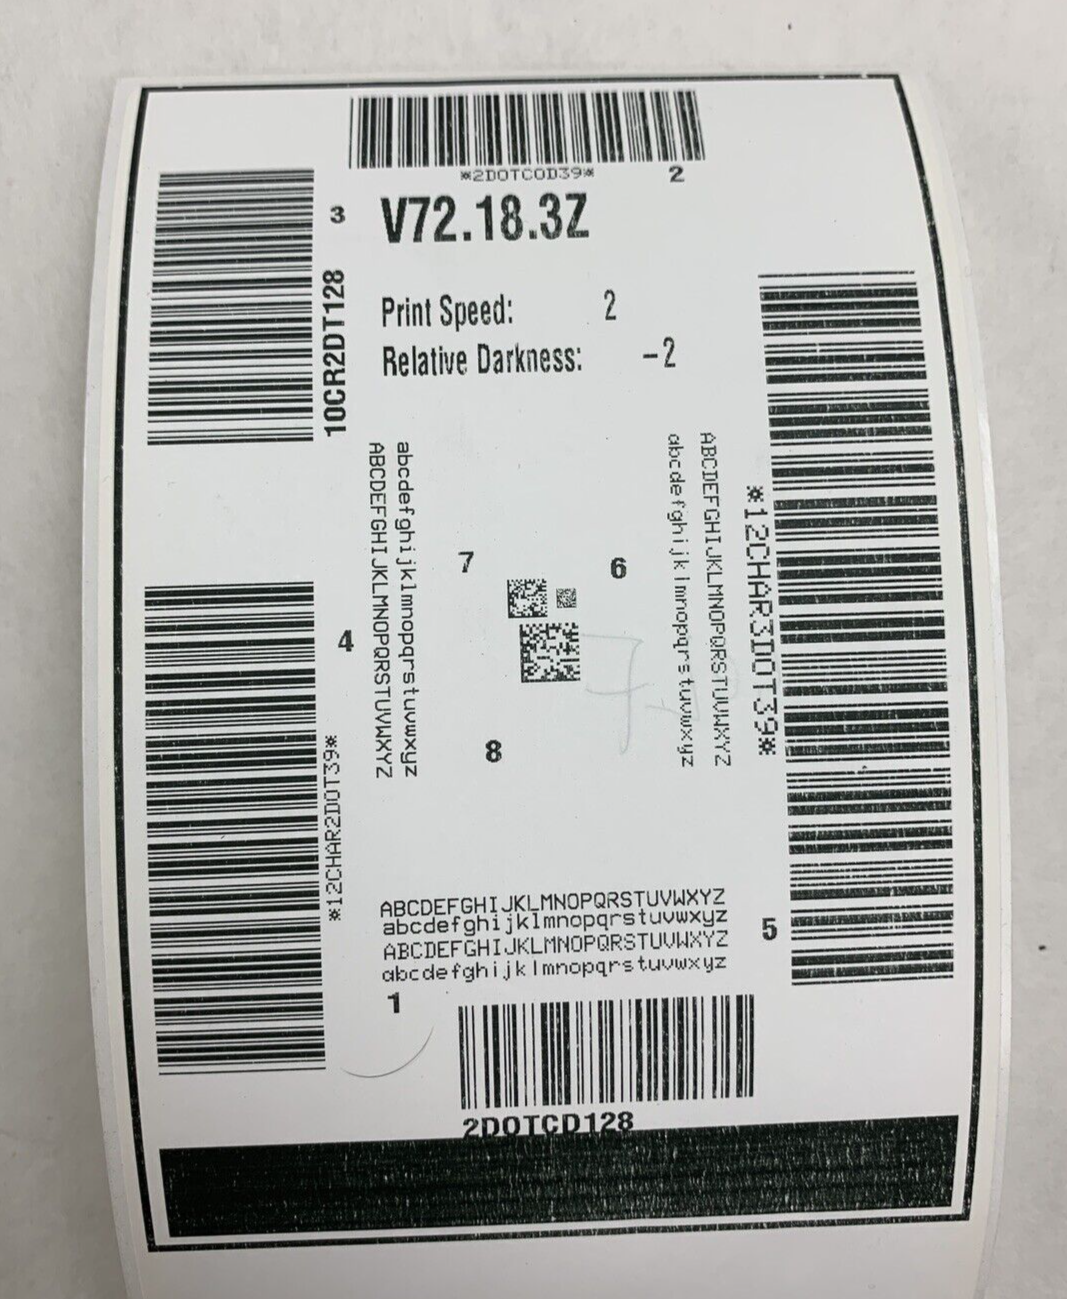 *2DOTCOD39*
2
3
V72.18.3Z
10CR2DT128
Print Speed: 2
Relative Darkness: -2
abcdefghijklmnopqrstuvwxyz
ABCDEFGHIJKLMNOPQRSTUVWXYZ
ABCDEFGHIJKLMNOPQRSTUVWXYZ
abcdefghijklmnopqrstuvwxyz
*12CHAR3DOT39*
7
6
4
8
*12CHAR2DOT39*
ABCDEFGHIJKLMNOPQRSTUVWXYZ
abcdefghijklmnopqrstuvwxyz
ABCDEFGHIJKLMNOPQRSTUVWXYZ
abcdefghijklmnopqrstuvwxyz
5
1
2DOTCD128